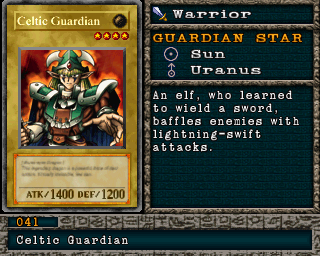 Celtic Guardian
ATK/1400 DEF/1200
Warrior
GUARDIAN STAR
Sun
Uranus
An elf, who learned
to wield a sword,
baffles enemies with
lightning-swift
attacks.
041
Celtic Guardian